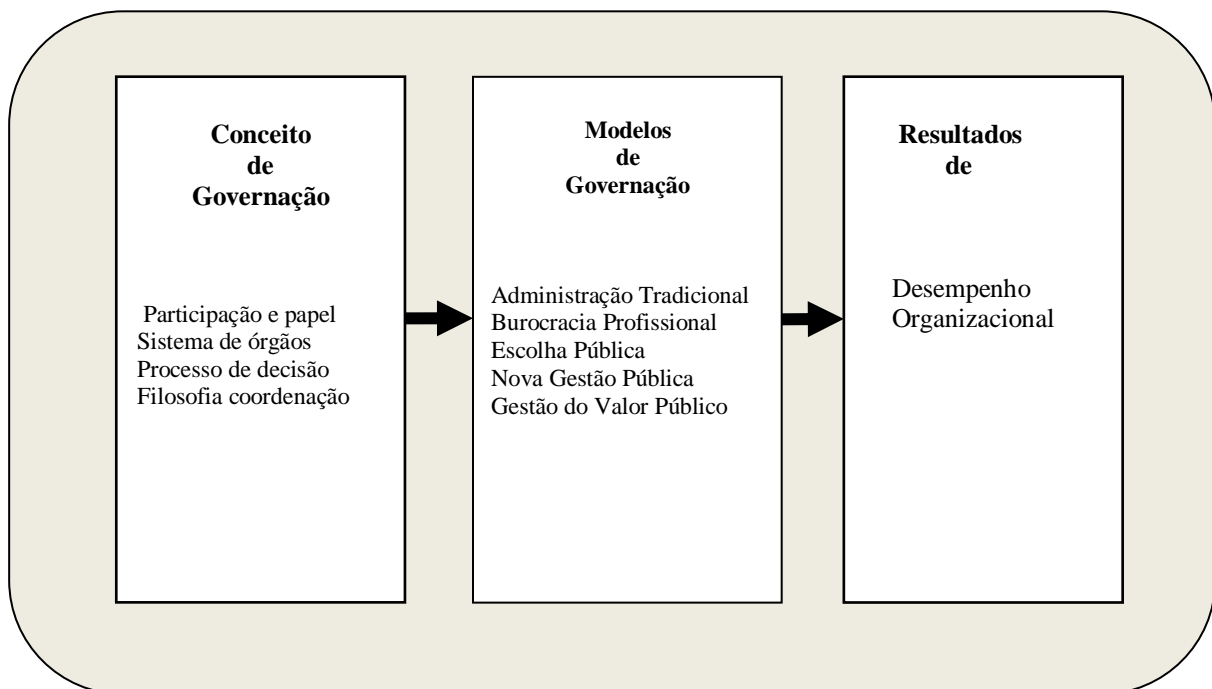 Conceito
de
Governação
Participação e papel
Sistema de órgãos
Processo de decisão
Filosofia coordenação
Modelos
de
Governação
Administração Tradicional
Burocracia Profissional
Escolha Pública
Nova Gestão Pública
Gestão do Valor Público
Resultados
de
Desempenho
Organizacional